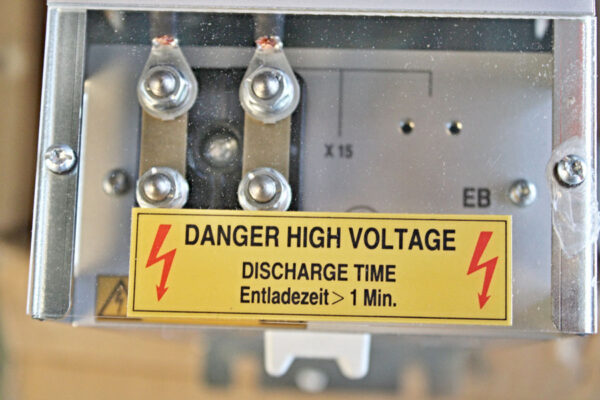 X 15
EB
DANGER HIGH VOLTAGE
DISCHARGE TIME
Entladezeit > 1 Min.